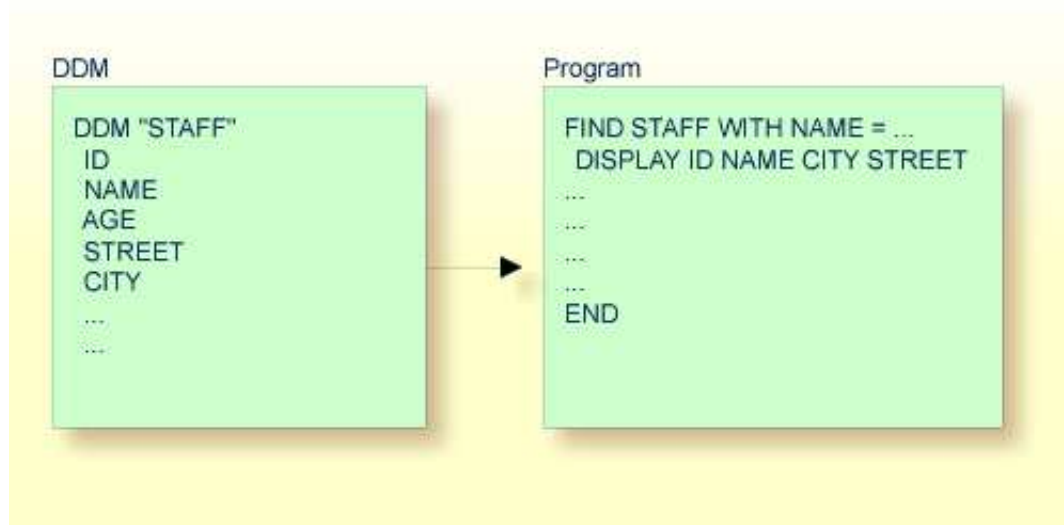 DDM
DDM "STAFF"
ID
NAME
AGE
STREET
CITY
...
...
Program
FIND STAFF WITH NAME = ...
DISPLAY ID NAME CITY STREET
...
...
...
...
END